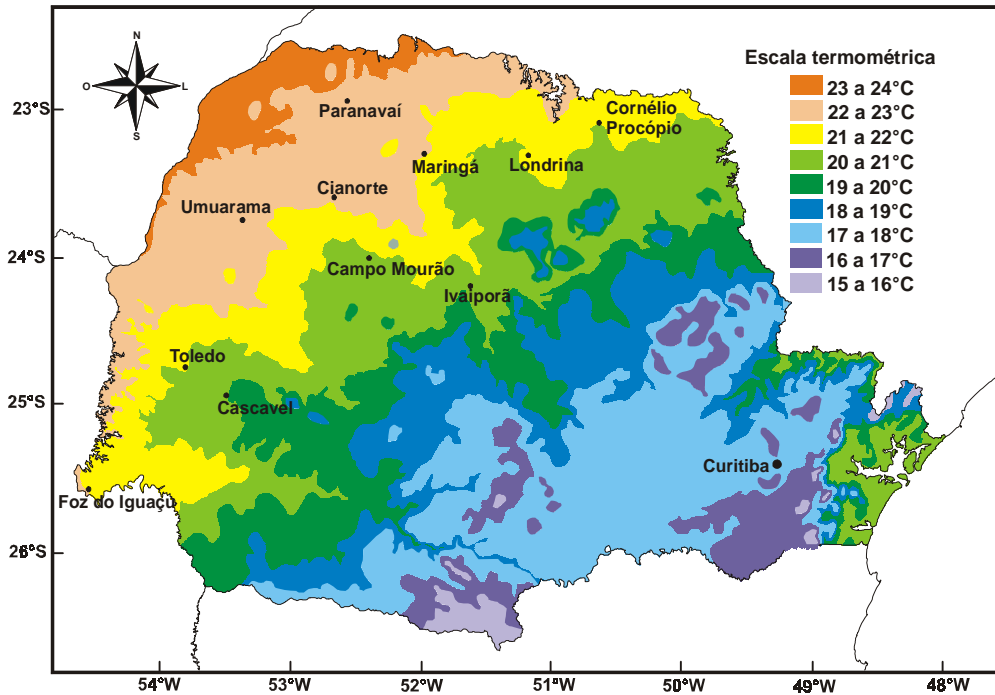 N
O
L
S
Escala termométrica
23 a 24°C
22 a 23°C
21 a 22°C
20 a 21°C
19 a 20°C
18 a 19°C
17 a 18°C
16 a 17°C
15 a 16°C
23°S
24°S
25°S
26°S
Paranavaí
Cornélio
Procópio
Maringá
Londrina
Cianorte
Umuarama
Campo Mourão
Ivaiporã
Toledo
Cascavel
Curitiba
Foz do Iguaçu
54°W
53°W
52°W
51°W
50°W
49°W
48°W